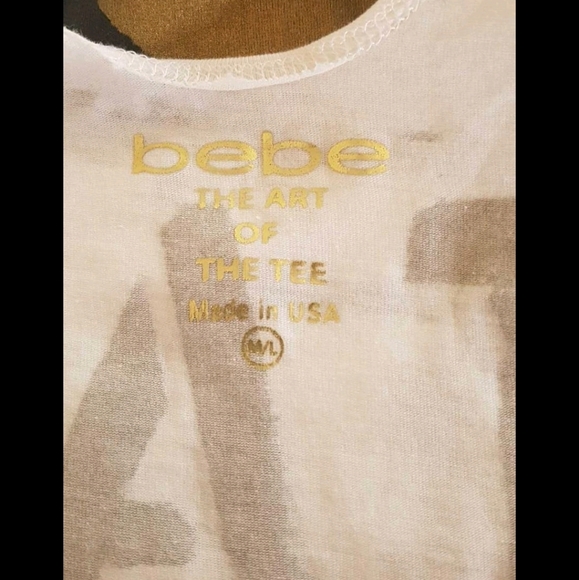 bebe
THE ART
OF
THE TEE
Made in USA
M/L